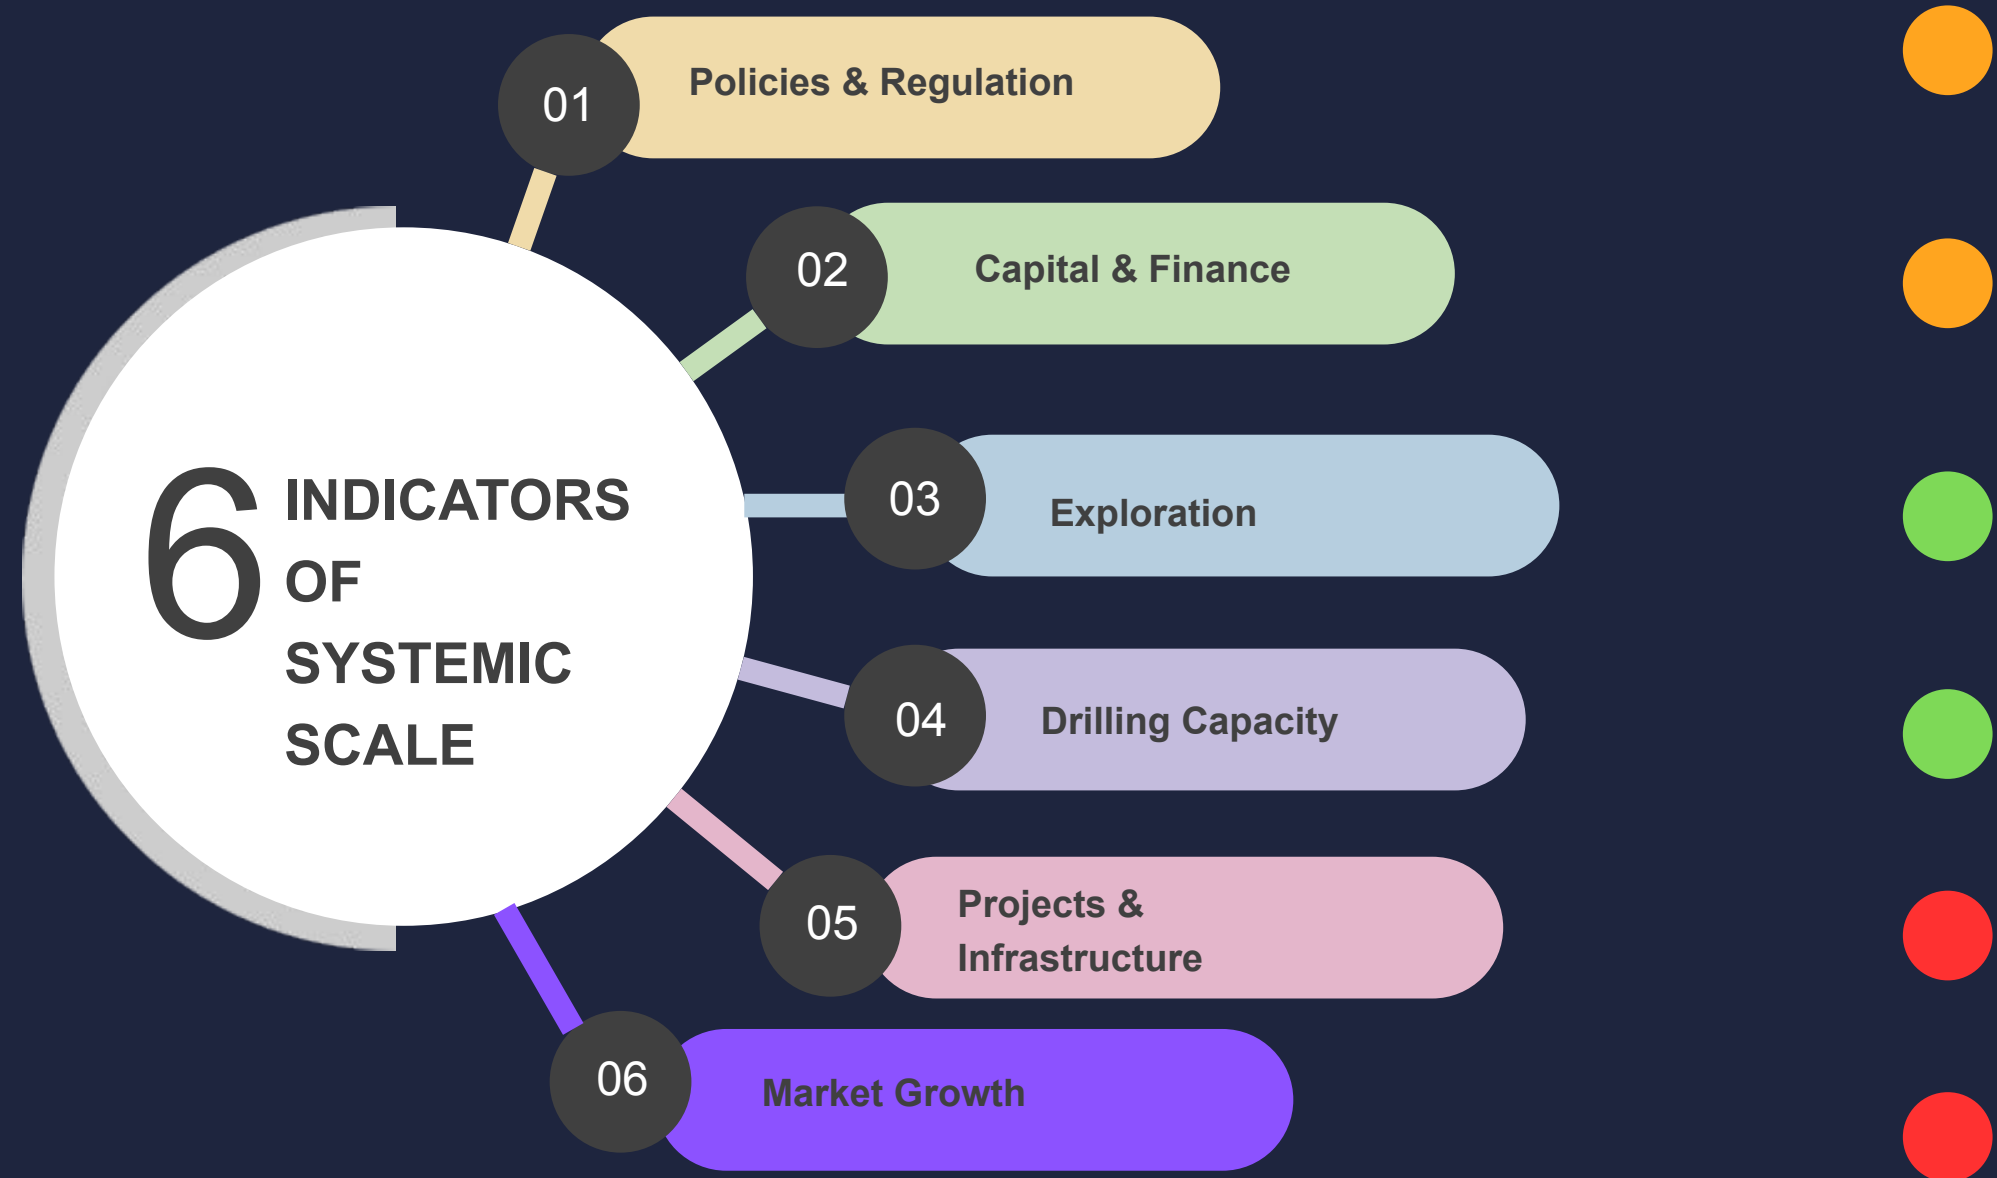 01
Policies & Regulation
02
Capital & Finance
6
INDICATORS
OF
SYSTEMIC
SCALE
03
Exploration
04
Drilling Capacity
05
Projects &
Infrastructure
06
Market Growth